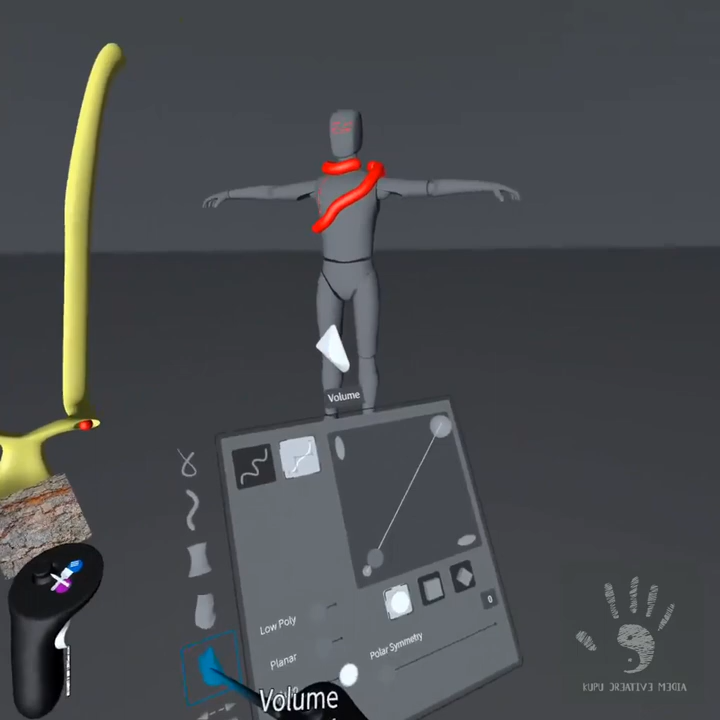 Volume
Low Poly
0
Planar
Polar Symmetry
Volume
KUPU CREATIVE MEDIA